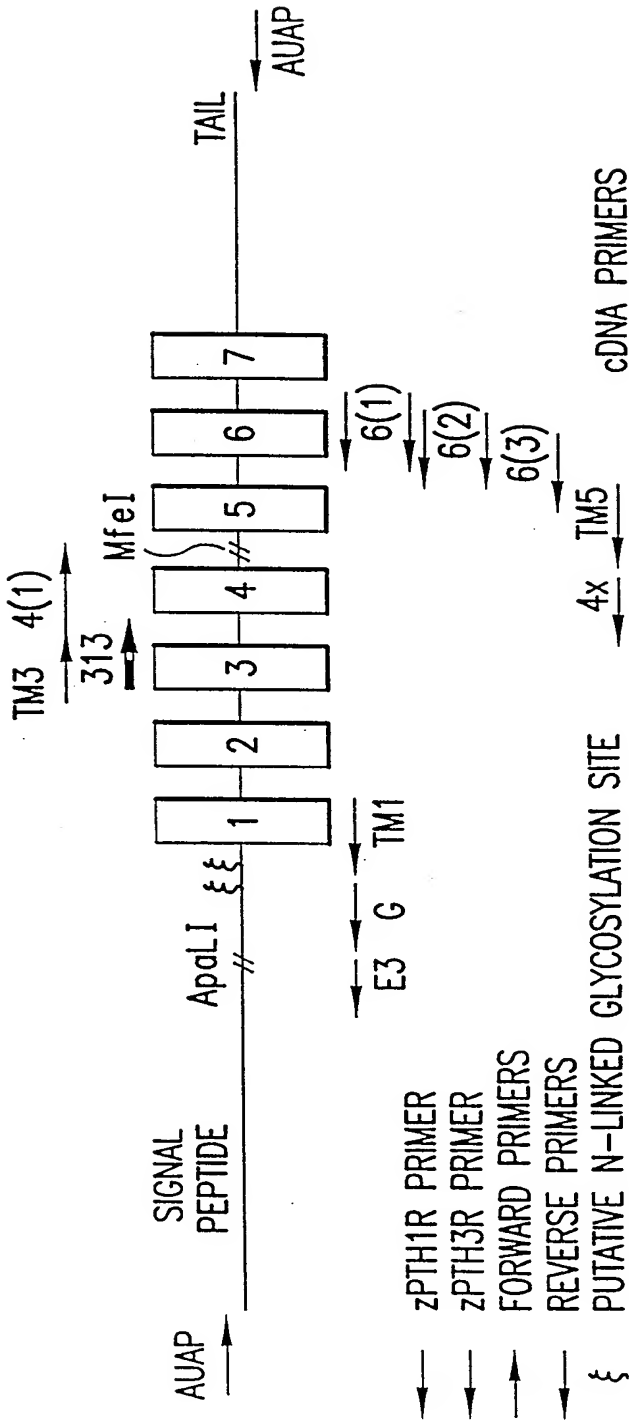 TM3 4(1)
313
MfeI
AUAP
SIGNAL
PEPTIDE
ApaLI
ξ ξ
1
2
3
4
5
6
7
TAIL
AUAP
E3
G
TM1
6(1)
6(2)
6(3)
4x
TM5
cDNA PRIMERS
zPTH1R PRIMER
zPTH3R PRIMER
FORWARD PRIMERS
REVERSE PRIMERS
ξ PUTATIVE N-LINKED GLYCOSYLATION SITE